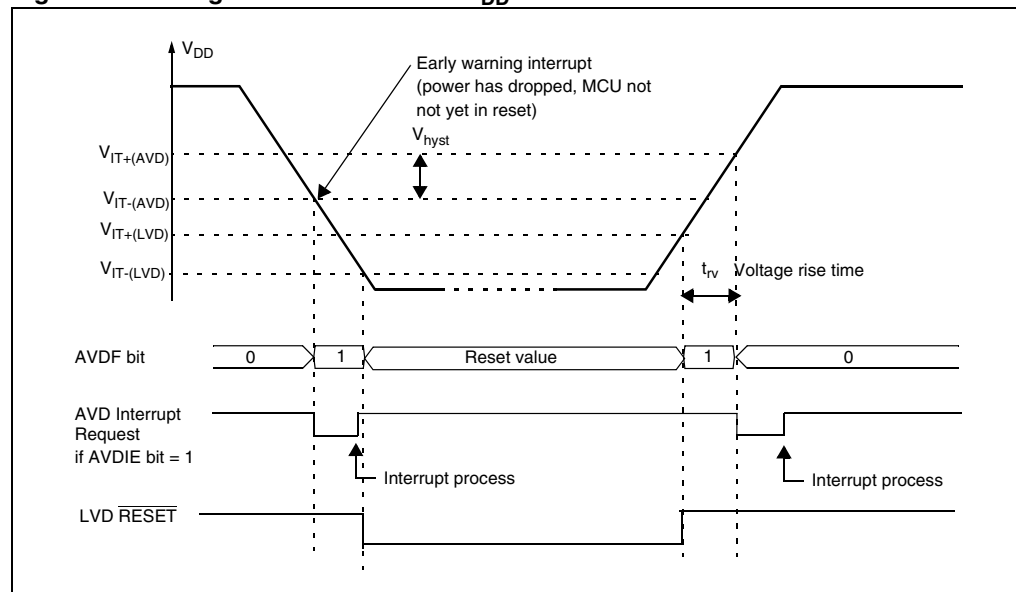 V_DD
V_DD
Early warning interrupt
(power has dropped, MCU not
not yet in reset)
V_hyst
V_IT+(AVD)
V_IT-(AVD)
V_IT+(LVD)
V_IT-(LVD)
t_rv Voltage rise time
AVDF bit 0 1 Reset value 1 0
AVD Interrupt
Request
if AVDIE bit = 1
Interrupt process
Interrupt process
LVD RESET